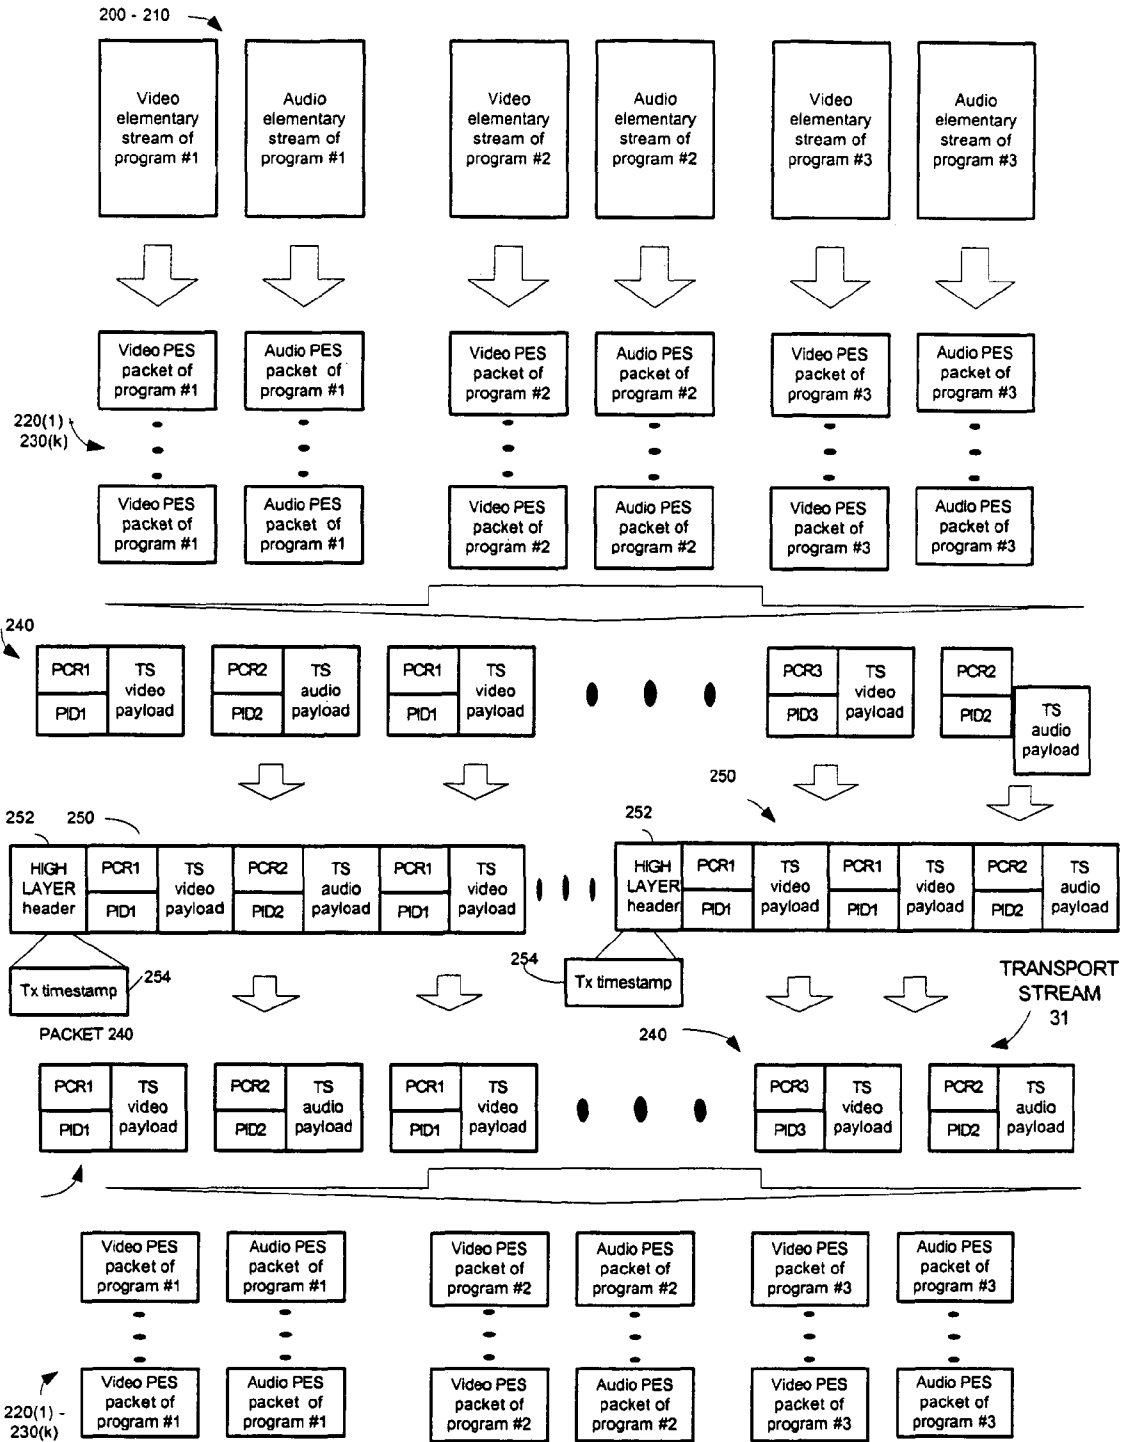 200 - 210
Video
elementary
stream of
program #1
Audio
elementary
stream of
program #1
Video
elementary
stream of
program #2
Audio
elementary
stream of
program #2
Video
elementary
stream of
program #3
Audio
elementary
stream of
program #3
Video PES
packet of
program #1
Audio PES
packet of
program #1
Video PES
packet of
program #2
Audio PES
packet of
program #2
Video PES
packet of
program #3
Audio PES
packet of
program #3
220(1) -
230(k)
Video PES
packet of
program #1
Audio PES
packet of
program #1
Video PES
packet of
program #2
Audio PES
packet of
program #2
Video PES
packet of
program #3
Audio PES
packet of
program #3
240
PCR1
PID1
TS
video
payload
PCR2
PID2
TS
audio
payload
PCR1
PID1
TS
video
payload
PCR3
PID3
TS
video
payload
PCR2
PID2
TS
audio
payload
252
250
HIGH
LAYER
header
PCR1
PID1
TS
video
payload
PCR2
PID2
TS
audio
payload
PCR1
PID1
TS
video
payload
250
252
HIGH
LAYER
header
PCR1
PID1
TS
video
payload
PCR1
PID1
TS
video
payload
PCR2
PID2
TS
audio
payload
Tx timestamp
254
254
Tx timestamp
TRANSPORT
STREAM
31
PACKET 240
240
PCR1
PID1
TS
video
payload
PCR2
PID2
TS
audio
payload
PCR1
PID1
TS
video
payload
PCR3
PID3
TS
video
payload
PCR2
PID2
TS
audio
payload
Video PES
packet of
program #1
Audio PES
packet of
program #1
Video PES
packet of
program #2
Audio PES
packet of
program #2
Video PES
packet of
program #3
Audio PES
packet of
program #3
220(1) -
230(k)
Video PES
packet of
program #1
Audio PES
packet of
program #1
Video PES
packet of
program #2
Audio PES
packet of
program #2
Video PES
packet of
program #3
Audio PES
packet of
program #3